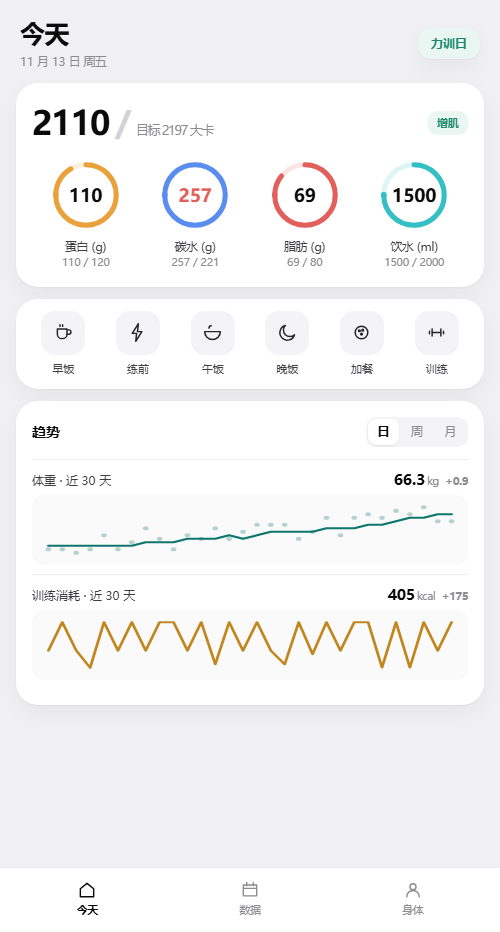 今天
11 月 13 日 周五
力训日
2110 / 目标 2197 大卡
增肌
110
257
69
1500
蛋白 (g)
碳水 (g)
脂肪 (g)
饮水 (ml)
110 / 120
257 / 221
69 / 80
1500 / 2000
早饭
练前
午饭
晚饭
加餐
训练
趋势
日
周
月
体重 · 近 30 天
66.3 kg +0.9
训练消耗 · 近 30 天
405 kcal +175
今天
数据
身体